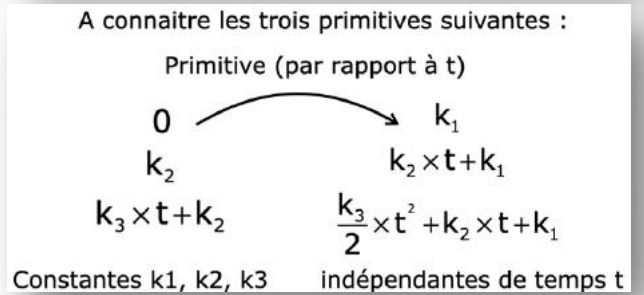 A connaitre les trois primitives suivantes :
Primitive (par rapport à t)
0 k₁
k₂ k₂×t+k₁
k₃×t+k₂ k₃/2×t²+k₂×t+k₁
Constantes k1, k2, k3 indépendantes de temps t